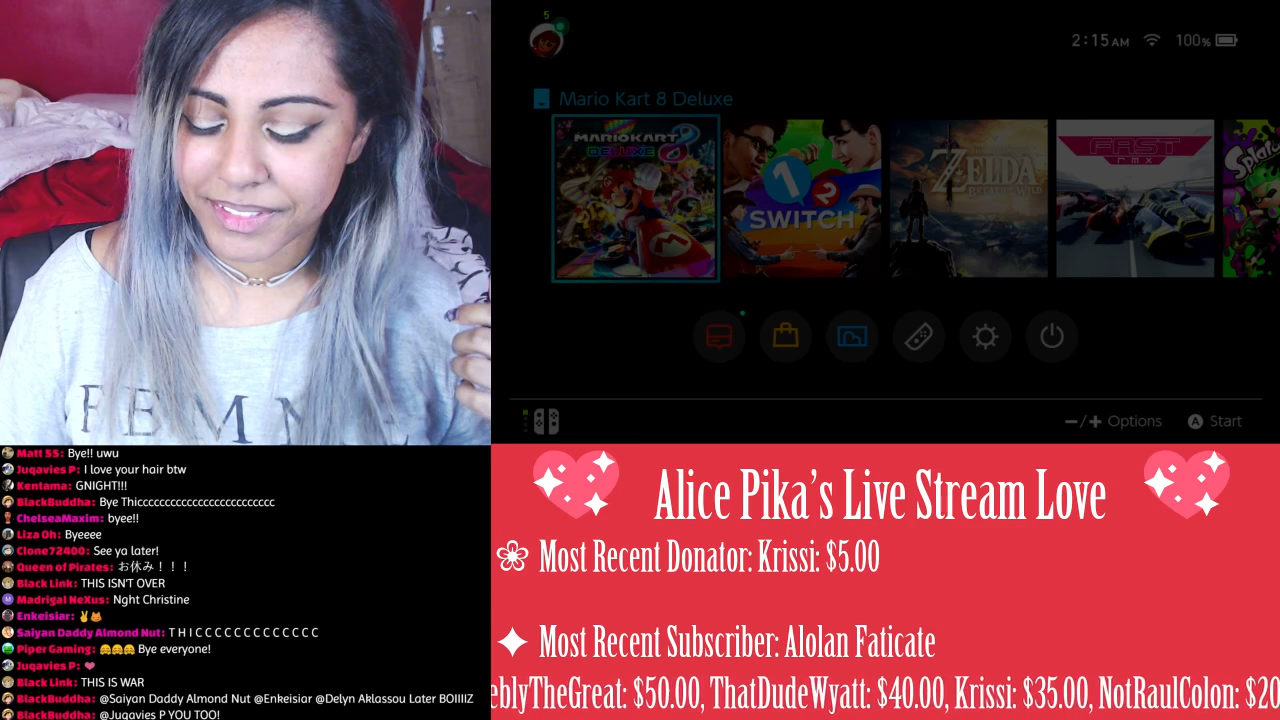 FEMM
5
2:15 AM
100%
Mario Kart 8 Deluxe
MARIOKART 8
DELUXE
1 2
SWITCH
ZELDA
FAST
rmx
Splat
−/+ Options
A Start
Matt SS: Bye!! uwu
Juqavies P: I love your hair btw
Kentama: GNIGHT!!!
BlackBuddha: Bye Thiccccccccccccccccccccccccc
ChelseaMaxim: byee!!
Liza Oh: Byeeee
Clone72400: See ya later!
Queen of Pirates: お休み！！！
Black Link: THIS ISN'T OVER
Madrigal NeXus: Nght Christine
Enkeisiar: ✌🦊
Saiyan Daddy Almond Nut: T H I C C C C C C C C C C C C C
Piper Gaming: Bye everyone!
Juqavies P: ❤
Black Link: THIS IS WAR
BlackBuddha: @Saiyan Daddy Almond Nut @Enkeisiar @Delyn Aklassou Later BOIIIIZ
BlackBuddha: @Juqavies P YOU TOO!
Alice Pika's Live Stream Love
Most Recent Donator: Krissi: $5.00
Most Recent Subscriber: Alolan Faticate
eblyTheGreat: $50.00, ThatDudeWyatt: $40.00, Krissi: $35.00, NotRaulColon: $20